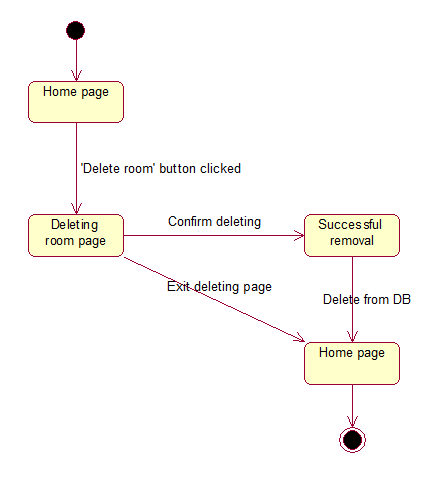 Home page
'Delete room' button clicked
Deleting
room page
Confirm deleting
Successful
removal
Exit deleting page
Delete from DB
Home page